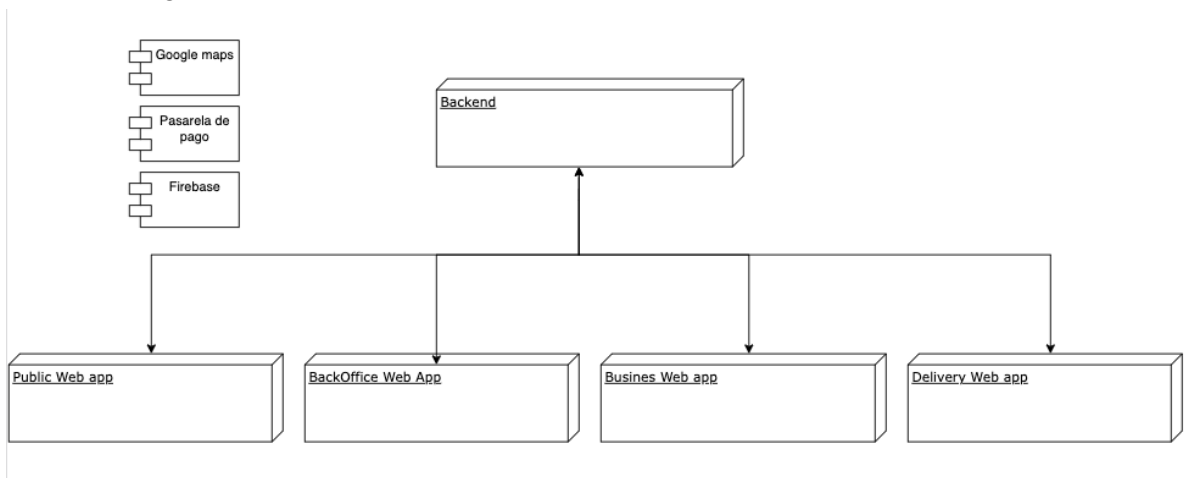 Google maps
Pasarela de
pago
Firebase
Backend
Public Web app
BackOffice Web App
Busines Web app
Delivery Web app